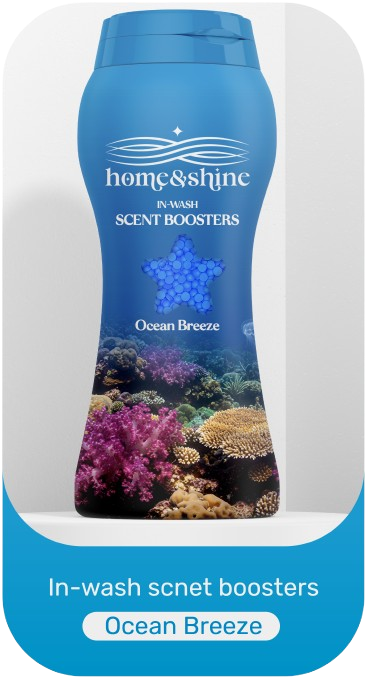 home&shine
IN-WASH
SCENT BOOSTERS
Ocean Breeze
In-wash scnet boosters
Ocean Breeze